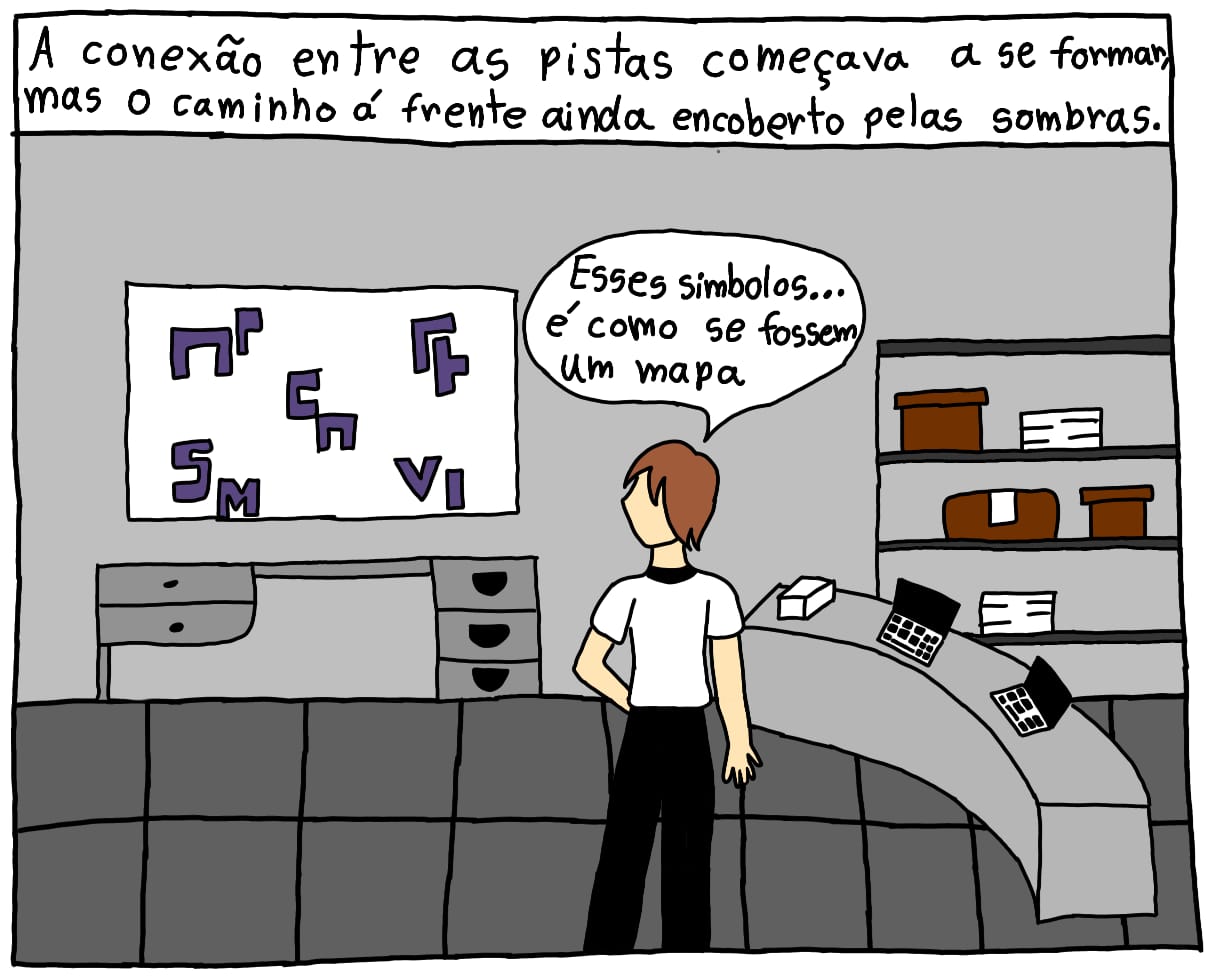 A conexão entre as pistas começava a se formar,
mas o caminho á frente ainda encoberto pelas sombras.
Esses simbolos...
é como se fossem
um mapa
S M
V I